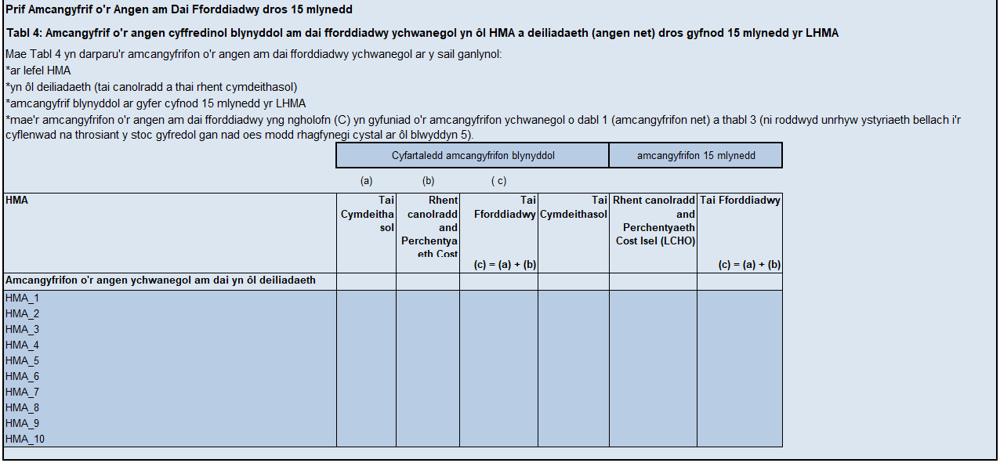 Prif Amcangyfrif o'r Angen am Dai Fforddiadwy dros 15 mlynedd
Tabl 4: Amcangyfrif o'r angen cyffredinol blynyddol am dai fforddiadwy ychwanegol yn ôl HMA a deiliadaeth (angen net) dros gyfnod 15 mlynedd yr LHMA
Mae Tabl 4 yn darparu'r amcangyfrifon o'r angen am dai fforddiadwy ychwanegol ar y sail ganlynol:
*ar lefel HMA
*yn ôl deiliadaeth (tai canolradd a thai rhent cymdeithasol)
*amcangyfrif blynyddol ar gyfer cyfnod 15 mlynedd yr LHMA
*mae'r amcangyfrifon o'r angen am dai fforddiadwy yng ngholofn (C) yn gyfuniad o'r amcangyfrifon ychwanegol o dabl 1 (amcangyfrifon net) a thabl 3 (ni roddwyd unrhyw ystyriaeth bellach i'r
cyflenwad na throsiant y stoc gyfredol gan nad oes modd rhagfynegi cystal ar ôl blwyddyn 5).
Cyfartaledd amcangyfrifon blynyddol
amcangyfrifon 15 mlynedd
(a)
(b)
( c)
HMA
Tai
Cymdeitha
sol
Rhent
canolradd
and
Perchentya
eth Cost
Tai
Fforddiadwy
(c) = (a) + (b)
Tai
Cymdeithasol
Rhent canolradd
and
Perchentyaeth
Cost Isel (LCHO)
Tai Fforddiadwy
(c) = (a) + (b)
Amcangyfrifon o'r angen ychwanegol am dai yn ôl deiliadaeth
HMA_1
HMA_2
HMA_3
HMA_4
HMA_5
HMA_6
HMA_7
HMA_8
HMA_9
HMA_10